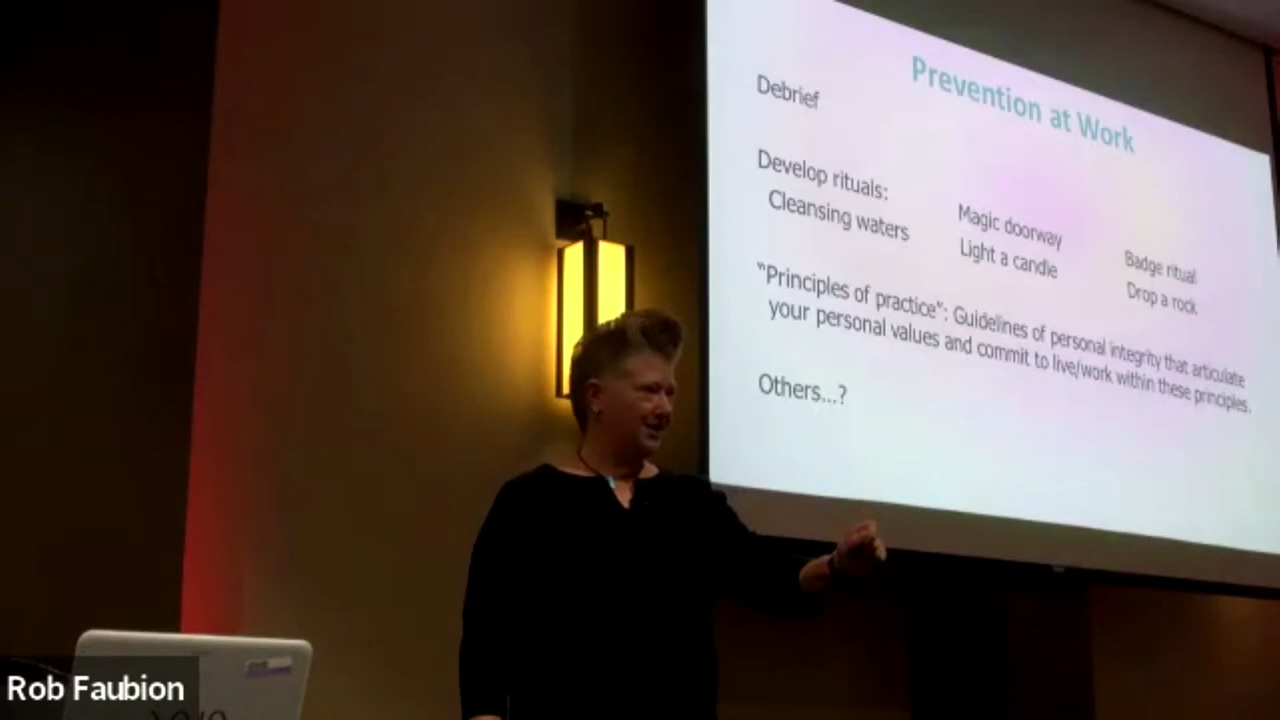 Prevention at Work
Debrief
Develop rituals:
Cleansing waters
Magic doorway
Light a candle
Badge ritual
Drop a rock
"Principles of practice": Guidelines of personal integrity that articulate
your personal values and commit to live/work within these principles.
Others...?
Rob Faubion